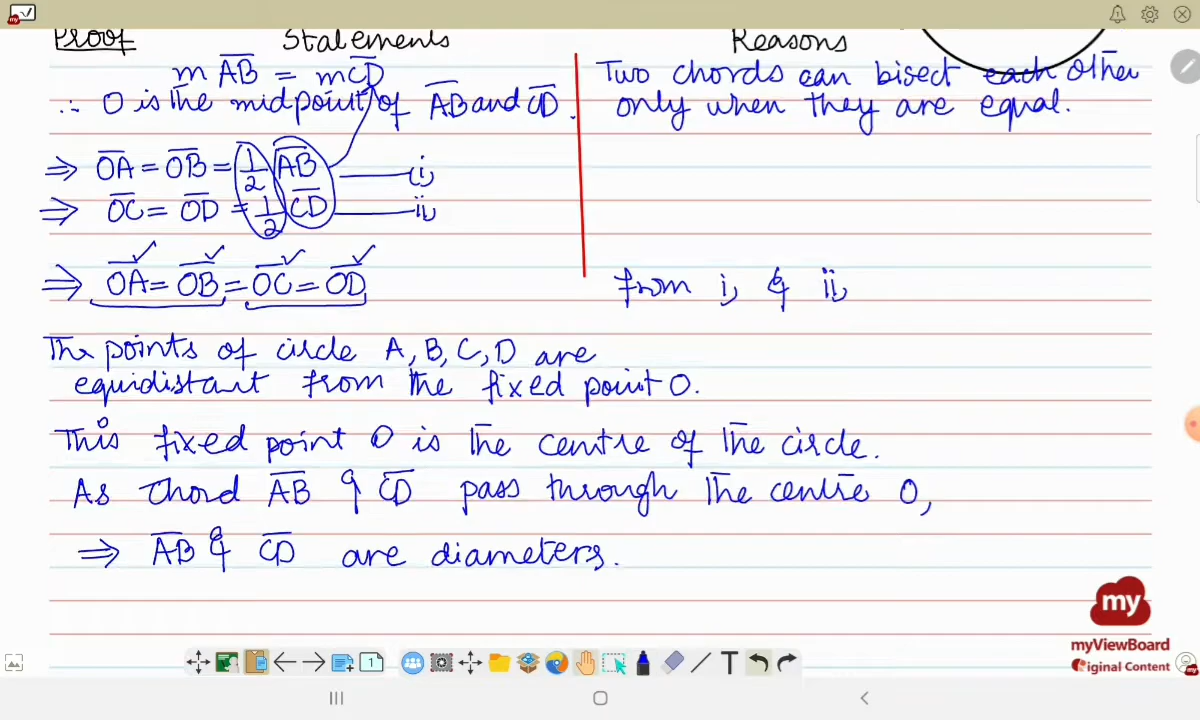 Proof Statements Reasons
m AB = m CD Two chords can bisect each other
∴ O is the midpoint of AB and CD. only when they are equal.
⇒ OA = OB = 1/2 AB — i,
⇒ OC = OD = 1/2 CD — ii,
⇒ OA = OB = OC = OD from i, & ii,
The points of circle A, B, C, D are
equidistant from the fixed point O.
This fixed point O is the centre of the circle.
As chord AB & CD pass through the centre O,
⇒ AB & CD are diameters.
my
myViewBoard
Original Content
1
T
my
my